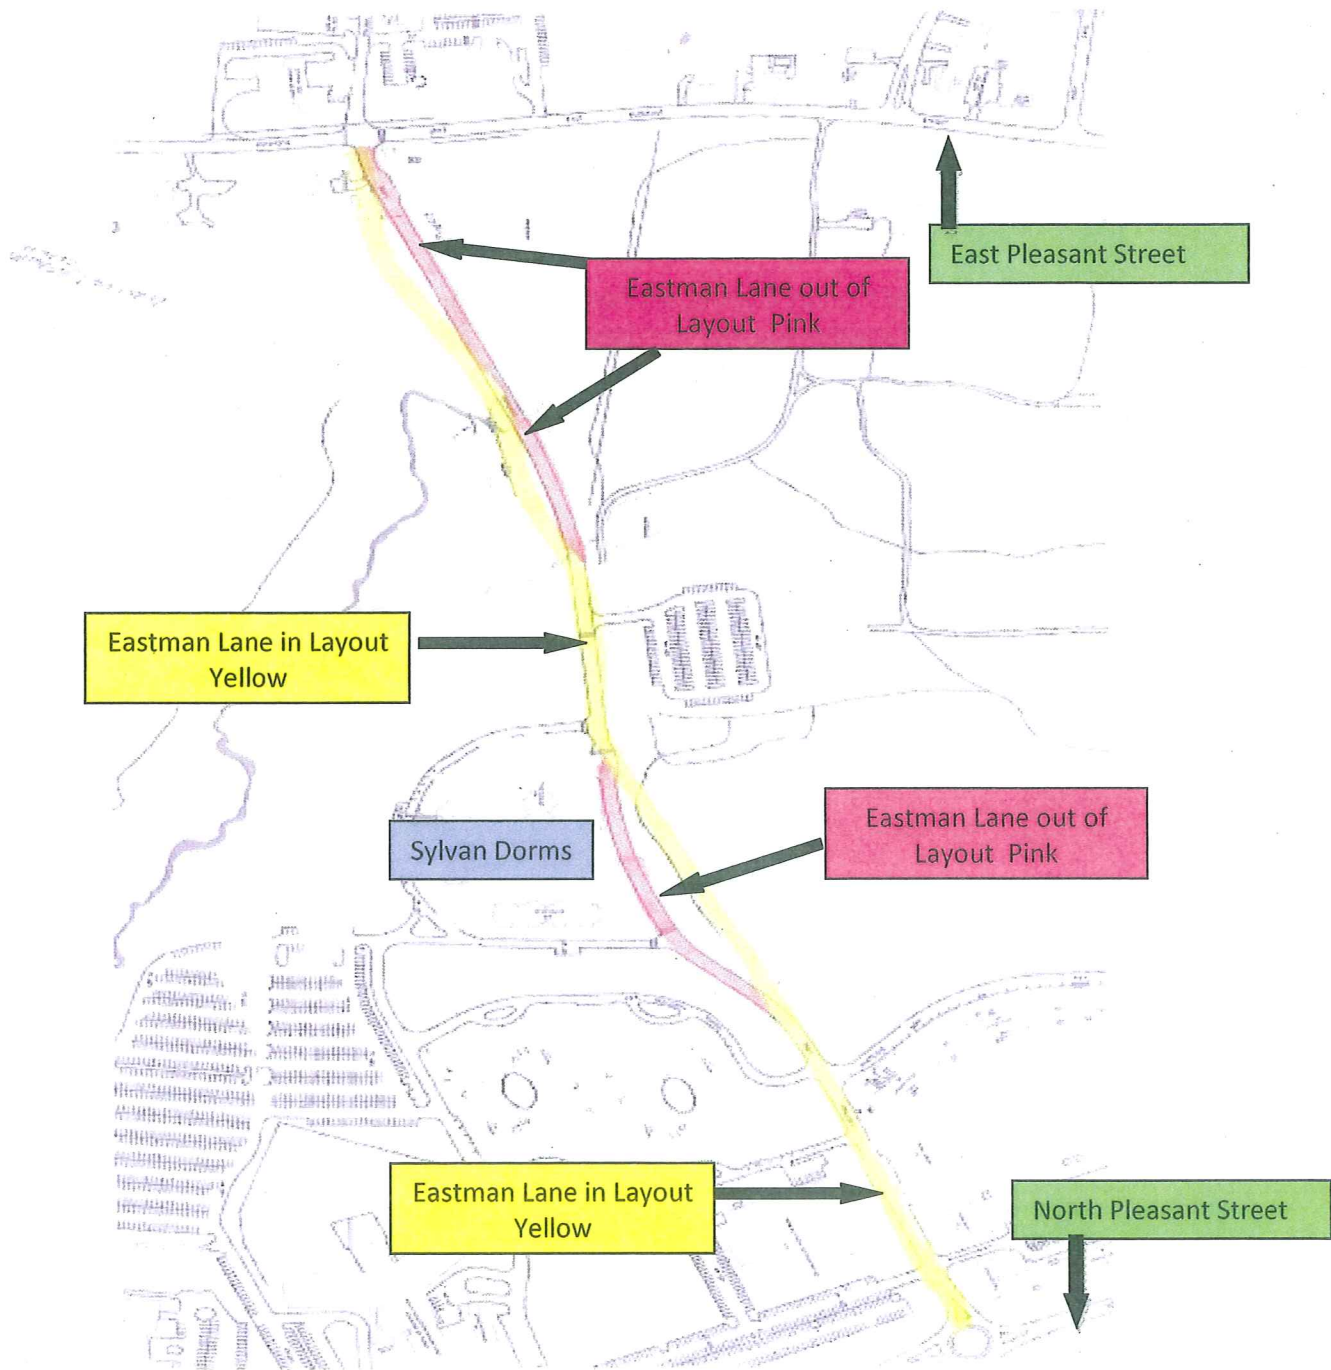 East Pleasant Street
Eastman Lane out of
Layout Pink
Eastman Lane in Layout
Yellow
Eastman Lane out of
Layout Pink
Sylvan Dorms
Eastman Lane in Layout
Yellow
North Pleasant Street